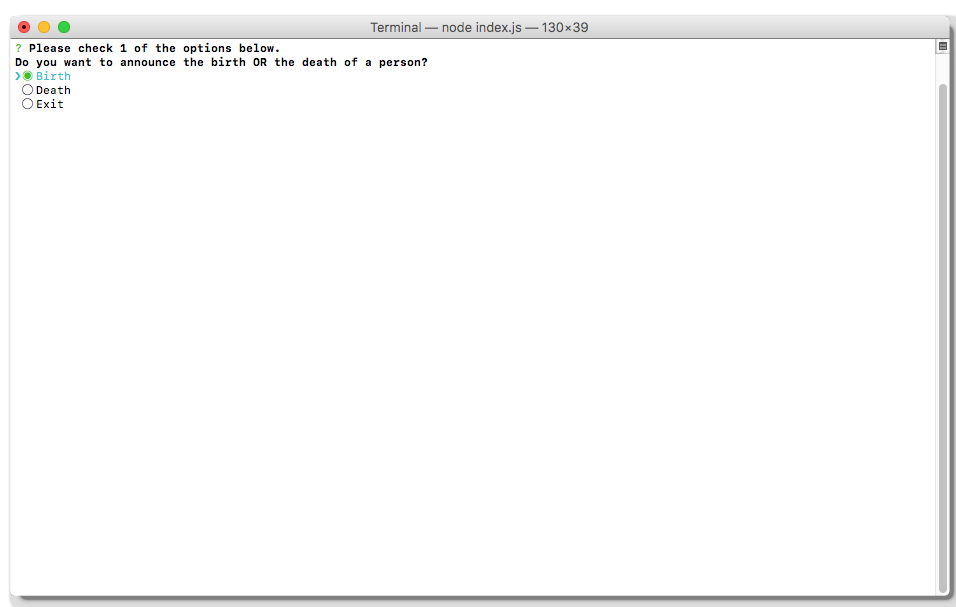 Terminal — node index.js — 130×39
? Please check 1 of the options below.
Do you want to announce the birth OR the death of a person?
❯◉ Birth
◯ Death
◯ Exit